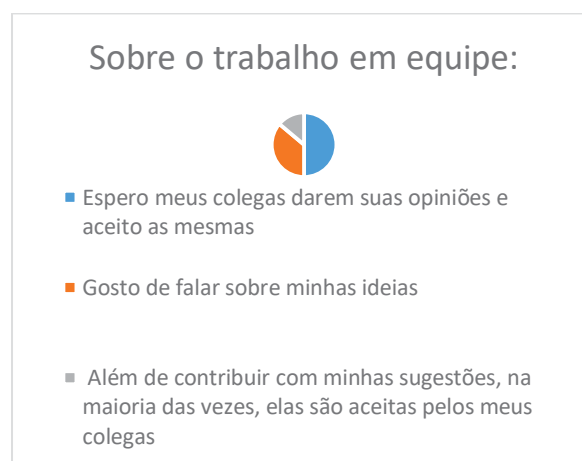 Sobre o trabalho em equipe:
Espero meus colegas darem suas opiniões e
aceito as mesmas
Gosto de falar sobre minhas ideias
Além de contribuir com minhas sugestões, na
maioria das vezes, elas são aceitas pelos meus
colegas